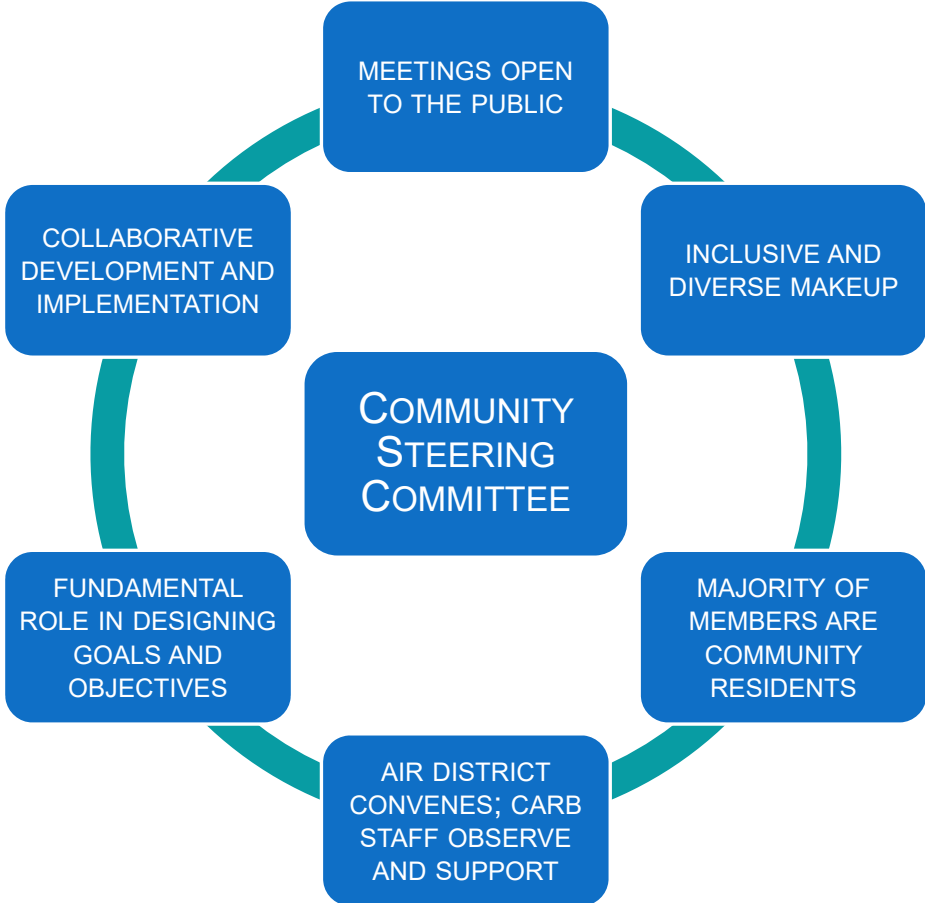 MEETINGS OPEN
TO THE PUBLIC
INCLUSIVE AND
DIVERSE MAKEUP
MAJORITY OF
MEMBERS ARE
COMMUNITY
RESIDENTS
AIR DISTRICT
CONVENES; CARB
STAFF OBSERVE
AND SUPPORT
FUNDAMENTAL
ROLE IN DESIGNING
GOALS AND
OBJECTIVES
COLLABORATIVE
DEVELOPMENT AND
IMPLEMENTATION
COMMUNITY
STEERING
COMMITTEE